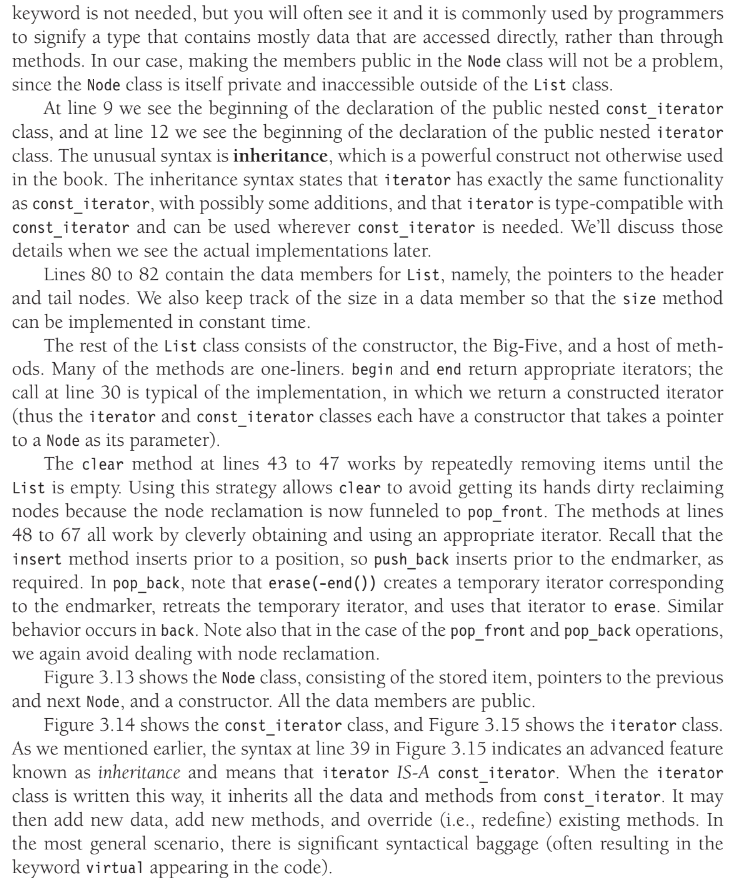 keyword is not needed, but you will often see it and it is commonly used by programmers
to signify a type that contains mostly data that are accessed directly, rather than through
methods. In our case, making the members public in the Node class will not be a problem,
since the Node class is itself private and inaccessible outside of the List class.
At line 9 we see the beginning of the declaration of the public nested const_iterator
class, and at line 12 we see the beginning of the declaration of the public nested iterator
class. The unusual syntax is inheritance, which is a powerful construct not otherwise used
in the book. The inheritance syntax states that iterator has exactly the same functionality
as const_iterator, with possibly some additions, and that iterator is type-compatible with
const_iterator and can be used wherever const_iterator is needed. We'll discuss those
details when we see the actual implementations later.
Lines 80 to 82 contain the data members for List, namely, the pointers to the header
and tail nodes. We also keep track of the size in a data member so that the size method
can be implemented in constant time.
The rest of the List class consists of the constructor, the Big-Five, and a host of meth-
ods. Many of the methods are one-liners. begin and end return appropriate iterators; the
call at line 30 is typical of the implementation, in which we return a constructed iterator
(thus the iterator and const_iterator classes each have a constructor that takes a pointer
to a Node as its parameter).
The clear method at lines 43 to 47 works by repeatedly removing items until the
List is empty. Using this strategy allows clear to avoid getting its hands dirty reclaiming
nodes because the node reclamation is now funneled to pop_front. The methods at lines
48 to 67 all work by cleverly obtaining and using an appropriate iterator. Recall that the
insert method inserts prior to a position, so push_back inserts prior to the endmarker, as
required. In pop_back, note that erase(-end()) creates a temporary iterator corresponding
to the endmarker, retreats the temporary iterator, and uses that iterator to erase. Similar
behavior occurs in back. Note also that in the case of the pop_front and pop_back operations,
we again avoid dealing with node reclamation.
Figure 3.13 shows the Node class, consisting of the stored item, pointers to the previous
and next Node, and a constructor. All the data members are public.
Figure 3.14 shows the const_iterator class, and Figure 3.15 shows the iterator class.
As we mentioned earlier, the syntax at line 39 in Figure 3.15 indicates an advanced feature
known as inheritance and means that iterator IS-A const_iterator. When the iterator
class is written this way, it inherits all the data and methods from const_iterator. It may
then add new data, add new methods, and override (i.e., redefine) existing methods. In
the most general scenario, there is significant syntactical baggage (often resulting in the
keyword virtual appearing in the code).